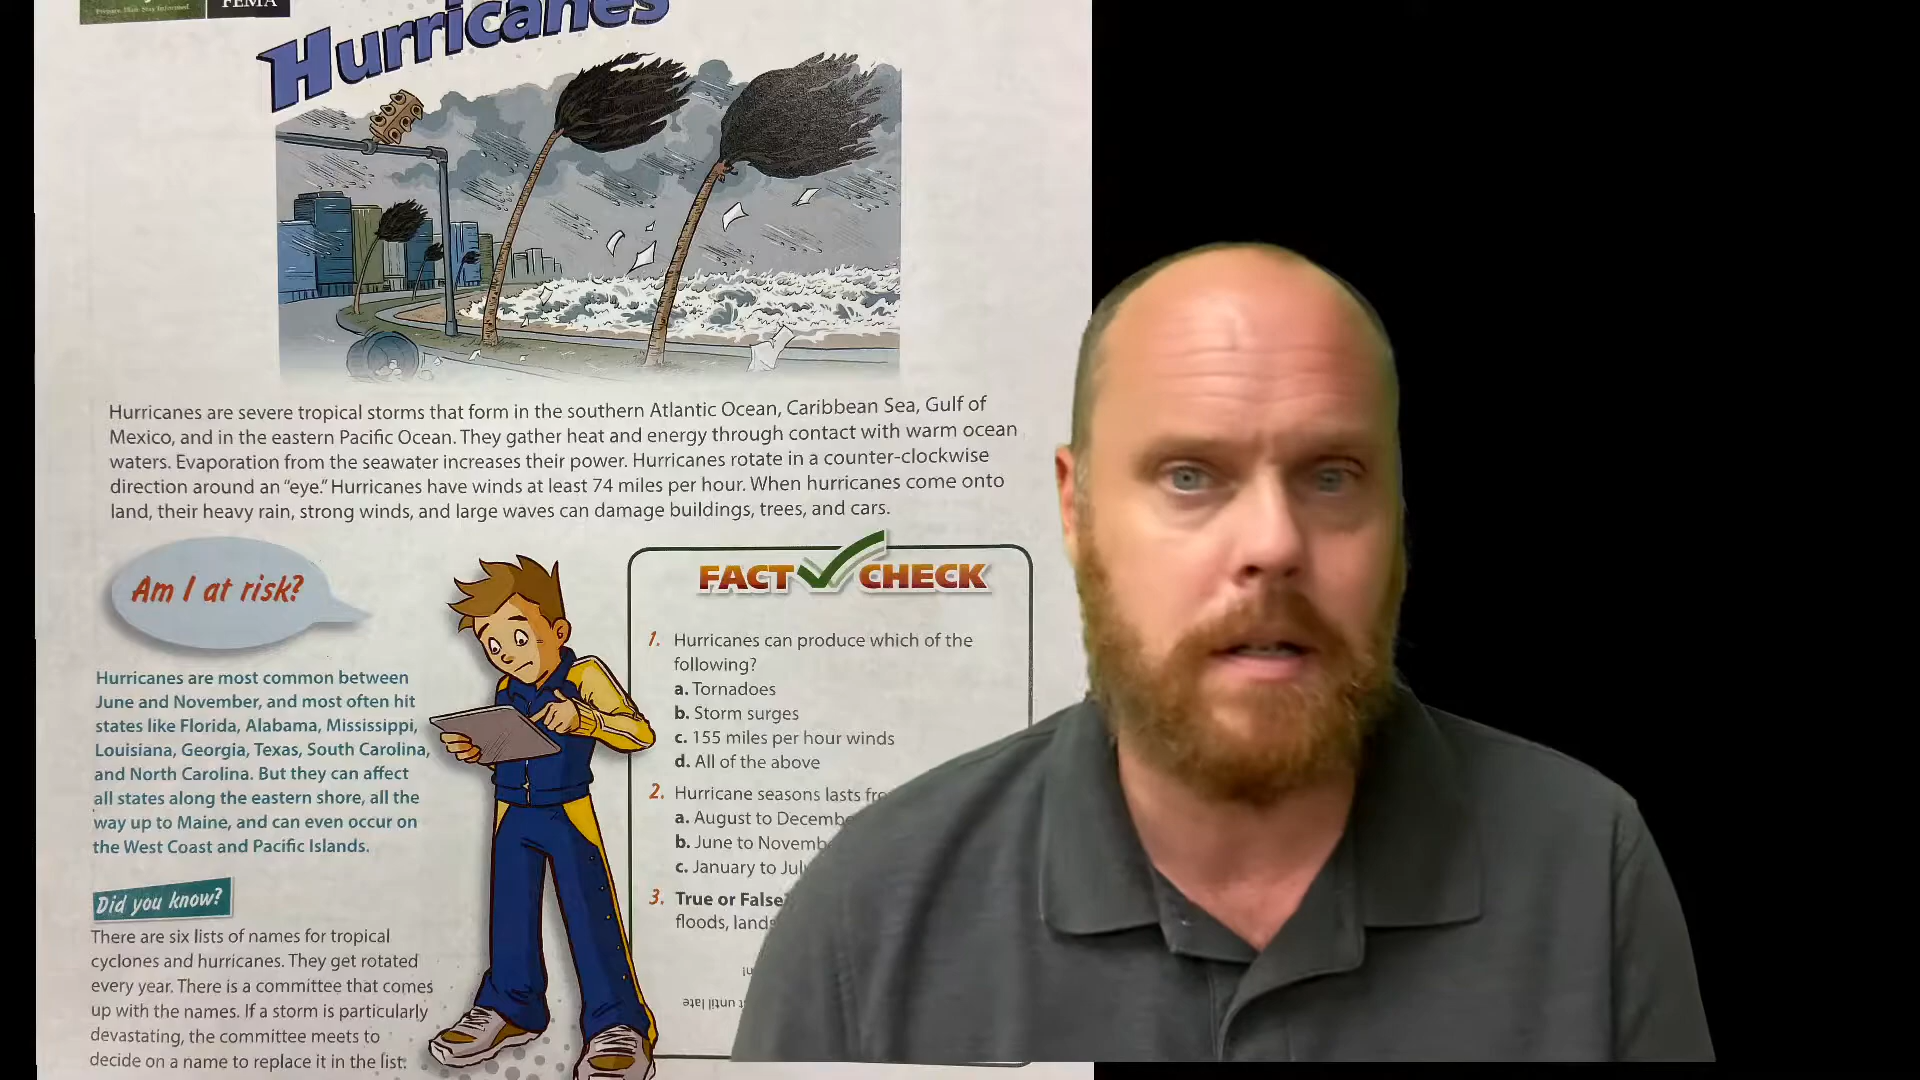 Prepare. Plan. Stay Informed.
FEMA
Hurricanes
Hurricanes are severe tropical storms that form in the southern Atlantic Ocean, Caribbean Sea, Gulf of
Mexico, and in the eastern Pacific Ocean. They gather heat and energy through contact with warm ocean
waters. Evaporation from the seawater increases their power. Hurricanes rotate in a counter-clockwise
direction around an "eye." Hurricanes have winds at least 74 miles per hour. When hurricanes come onto
land, their heavy rain, strong winds, and large waves can damage buildings, trees, and cars.
Am I at risk?
Hurricanes are most common between
June and November, and most often hit
states like Florida, Alabama, Mississippi,
Louisiana, Georgia, Texas, South Carolina,
and North Carolina. But they can affect
all states along the eastern shore, all the
way up to Maine, and can even occur on
the West Coast and Pacific Islands.
Did you know?
There are six lists of names for tropical
cyclones and hurricanes. They get rotated
every year. There is a committee that comes
up with the names. If a storm is particularly
devastating, the committee meets to
decide on a name to replace it in the list.
FACT CHECK
1. Hurricanes can produce which of the
following?
a. Tornadoes
b. Storm surges
c. 155 miles per hour winds
d. All of the above
2. Hurricane seasons lasts
a. August to
b. June to
c. January to
3. True or False?
floods,
until late